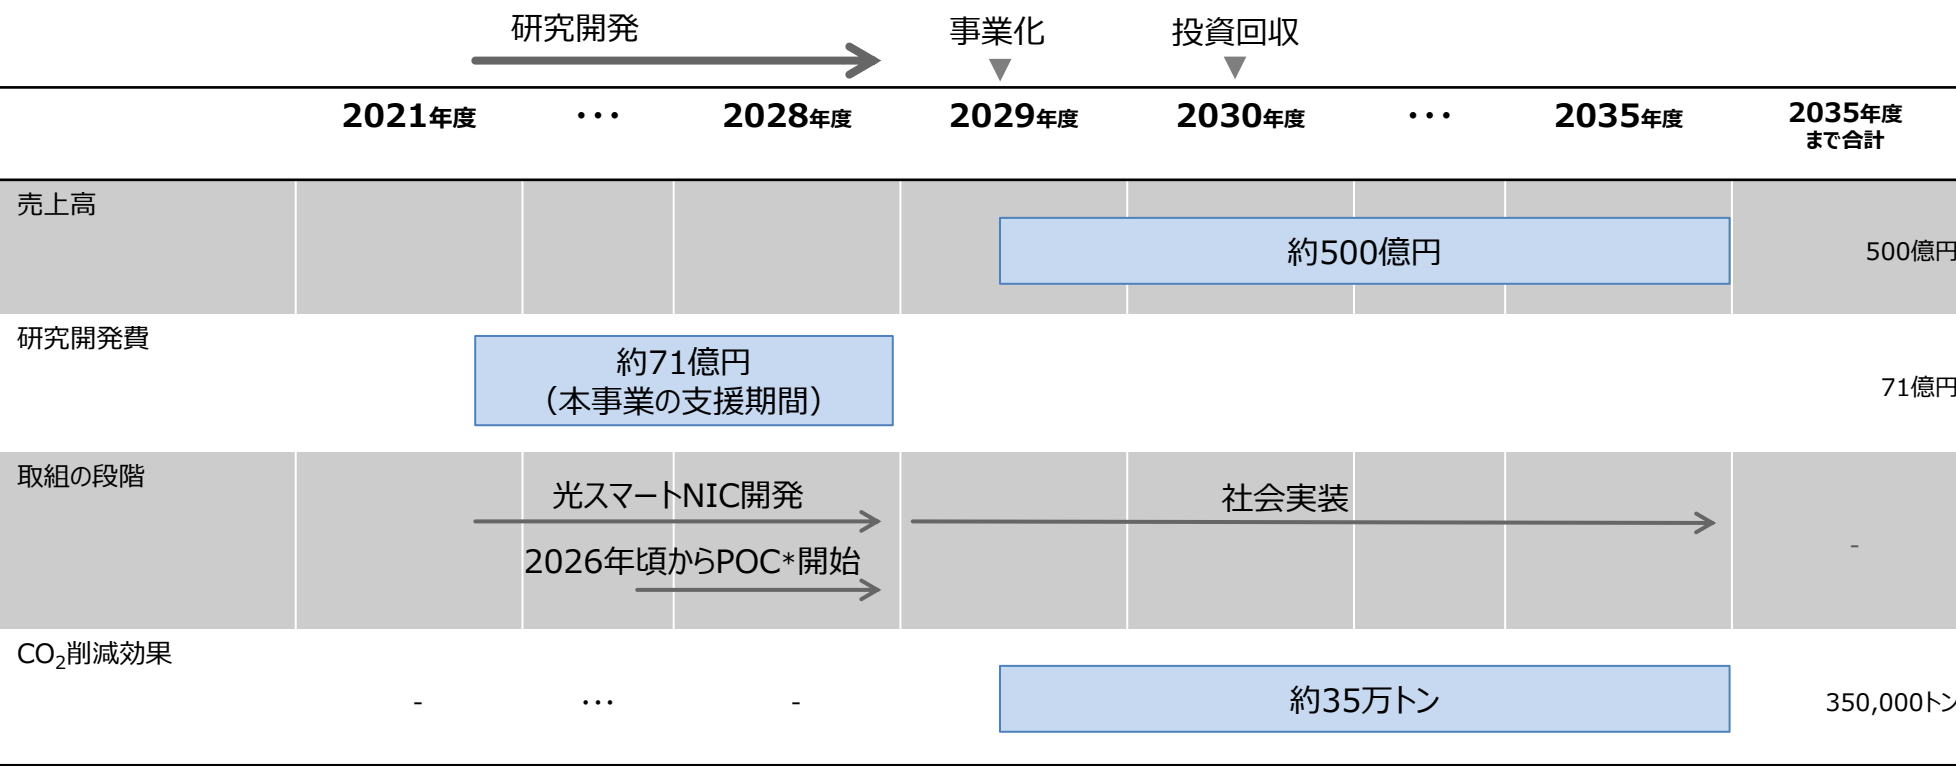 研究開発
事業化
投資回収
2021年度 ・・・ 2028年度 2029年度 2030年度 ・・・ 2035年度 2035年度
まで合計
売上高
約500億円
500億円
研究開発費
約71億円
（本事業の支援期間）
71億円
取組の段階
光スマートNIC開発
社会実装
2026年頃からPOC*開始
-
CO₂削減効果
- ・・・ -
約35万トン
350,000トン